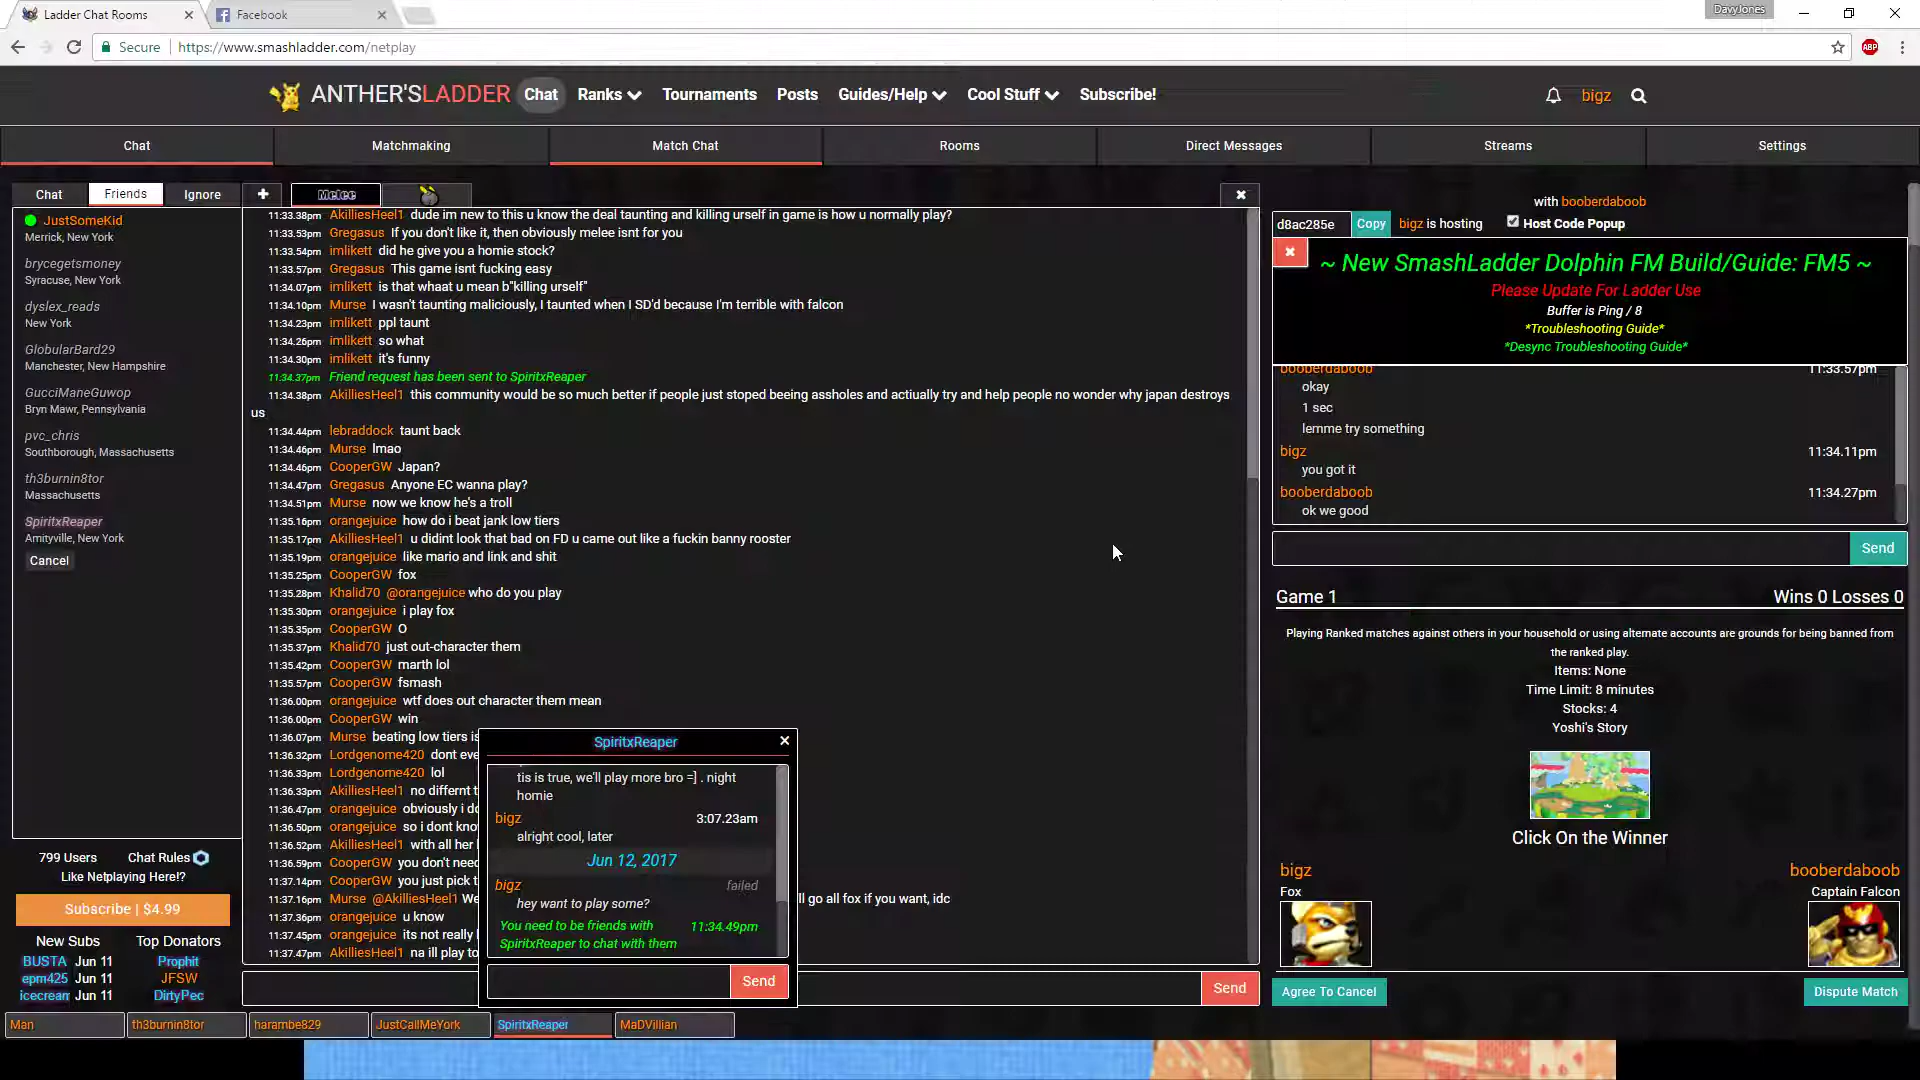 Ladder Chat Rooms
Facebook
DavyJones
Secure
https://www.smashladder.com/netplay
ABP
ANTHER'SLADDER
Chat
Ranks
Tournaments
Posts
Guides/Help
Cool Stuff
Subscribe!
bigz
Chat
Matchmaking
Match Chat
Rooms
Direct Messages
Streams
Settings
Chat
Friends
Ignore
Melee
JustSomeKid
Merrick, New York
brycegetsmoney
Syracuse, New York
dyslex_reads
New York
GlobularBard29
Manchester, New Hampshire
GucciManeGuwop
Bryn Mawr, Pennsylvania
pvc_chris
Southborough, Massachusetts
th3burnin8tor
Massachusetts
SpiritxReaper
Amityville, New York
Cancel
799 Users
Chat Rules
Like Netplaying Here!?
Subscribe | $4.99
New Subs Top Donators
BUSTA Jun 11 Prophit
epm425 Jun 11 JFSW
icecream Jun 11 DirtyPec
11:33.38pm AkilliesHeel1 dude im new to this u know the deal taunting and killing urself in game is how u normally play?
11:33.53pm Gregasus If you don't like it, then obviously melee isnt for you
11:33.54pm imlikett did he give you a homie stock?
11:33.57pm Gregasus This game isnt fucking easy
11:34.07pm imlikett is that whaat u mean b"killing urself"
11:34.10pm Murse I wasn't taunting maliciously, I taunted when I SD'd because I'm terrible with falcon
11:34.23pm imlikett ppl taunt
11:34.26pm imlikett so what
11:34.30pm imlikett it's funny
11:34.37pm Friend request has been sent to SpiritxReaper
11:34.38pm AkilliesHeel1 this community would be so much better if people just stoped beeing assholes and actiually try and help people no wonder why japan destroys
us
11:34.44pm lebraddock taunt back
11:34.46pm Murse lmao
11:34.46pm CooperGW Japan?
11:34.47pm Gregasus Anyone EC wanna play?
11:34.51pm Murse now we know he's a troll
11:35.16pm orangejuice how do i beat jank low tiers
11:35.17pm AkilliesHeel1 u didint look that bad on FD u came out like a fuckin banny rooster
11:35.19pm orangejuice like mario and link and shit
11:35.25pm CooperGW fox
11:35.28pm Khalid70 @orangejuice who do you play
11:35.30pm orangejuice i play fox
11:35.35pm CooperGW O
11:35.37pm Khalid70 just out-character them
11:35.42pm CooperGW marth lol
11:35.57pm CooperGW fsmash
11:36.00pm orangejuice wtf does out character them mean
11:36.00pm CooperGW win
11:36.07pm Murse beating low tiers is
11:36.32pm Lordgenome420 dont eve
11:36.33pm Lordgenome420 lol
11:36.33pm AkilliesHeel1 no differnt t
11:36.47pm orangejuice obviously i do
11:36.50pm orangejuice so i dont kno
11:36.52pm AkilliesHeel1 with all her l
11:36.59pm CooperGW you don't need
11:37.14pm CooperGW you just pick t
11:37.16pm Murse @AkilliesHeel1 We ll go all fox if you want, idc
11:37.36pm orangejuice u know
11:37.45pm orangejuice its not really l
11:37.47pm AkilliesHeel1 na ill play to
Send
SpiritxReaper
tis is true, we'll play more bro =] . night
homie
bigz 3:07.23am
alright cool, later
Jun 12, 2017
bigz failed
hey want to play some?
You need to be friends with 11:34.49pm
SpiritxReaper to chat with them
Send
with booberdaboob
d8ac285e Copy bigz is hosting Host Code Popup
~ New SmashLadder Dolphin FM Build/Guide: FM5 ~
Please Update For Ladder Use
Buffer is Ping / 8
*Troubleshooting Guide*
*Desync Troubleshooting Guide*
booberdaboob 11:33.57pm
okay
1 sec
lemme try something
bigz 11:34.11pm
you got it
booberdaboob 11:34.27pm
ok we good
Send
Game 1 Wins 0 Losses 0
Playing Ranked matches against others in your household or using alternate accounts are grounds for being banned from
the ranked play.
Items: None
Time Limit: 8 minutes
Stocks: 4
Yoshi's Story
Click On the Winner
bigz booberdaboob
Fox Captain Falcon
Agree To Cancel Dispute Match
Man
th3burnin8tor
harambe829
JustCallMeYork
SpiritxReaper
MaDVillian